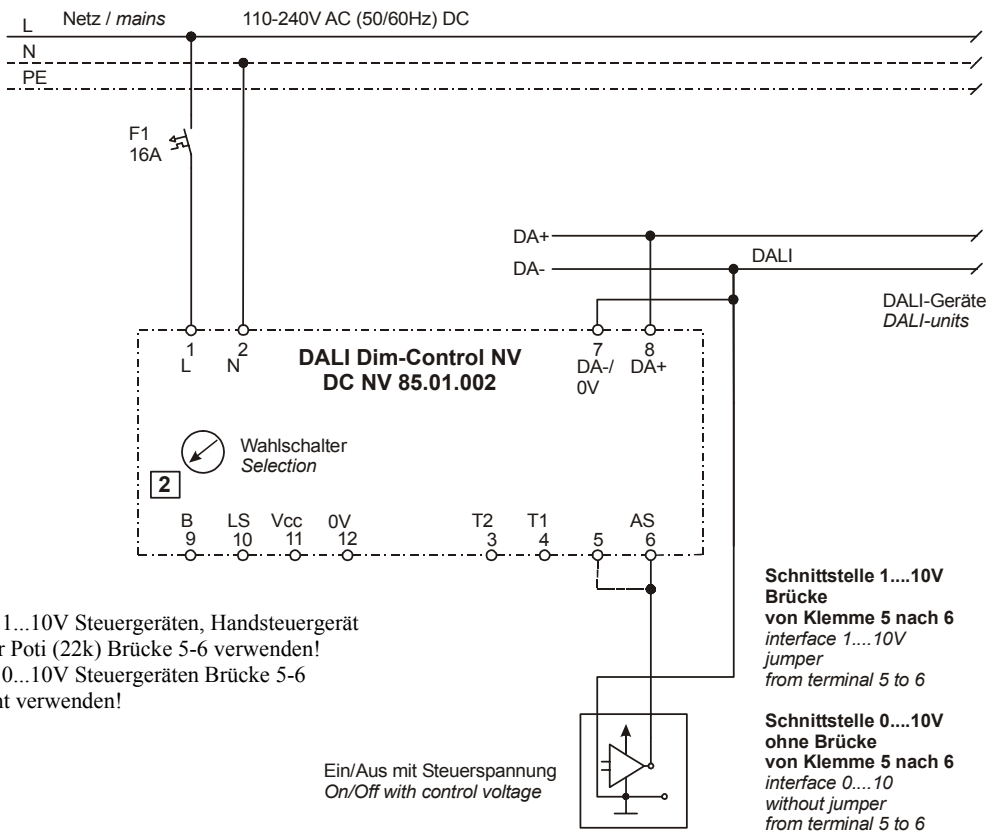 L Netz / mains 110-240V AC (50/60Hz) DC
N
PE
F1
16A
DA+
DALI
DA-
DALI-Geräte
DALI-units
1 2 7 8
L N DA-/ DA+
0V
DALI Dim-Control NV
DC NV 85.01.002
Wahlschalter
Selection
2
B LS Vcc 0V T2 T1 AS
9 10 11 12 3 4 5 6
1...10V Steuergeräten, Handsteuergerät
Poti (22k) Brücke 5-6 verwenden!
0...10V Steuergeräten Brücke 5-6
verwenden!
Schnittstelle 1....10V
Brücke
von Klemme 5 nach 6
interface 1....10V
jumper
from terminal 5 to 6
Schnittstelle 0....10V
ohne Brücke
von Klemme 5 nach 6
interface 0....10
without jumper
from terminal 5 to 6
Ein/Aus mit Steuerspannung
On/Off with control voltage